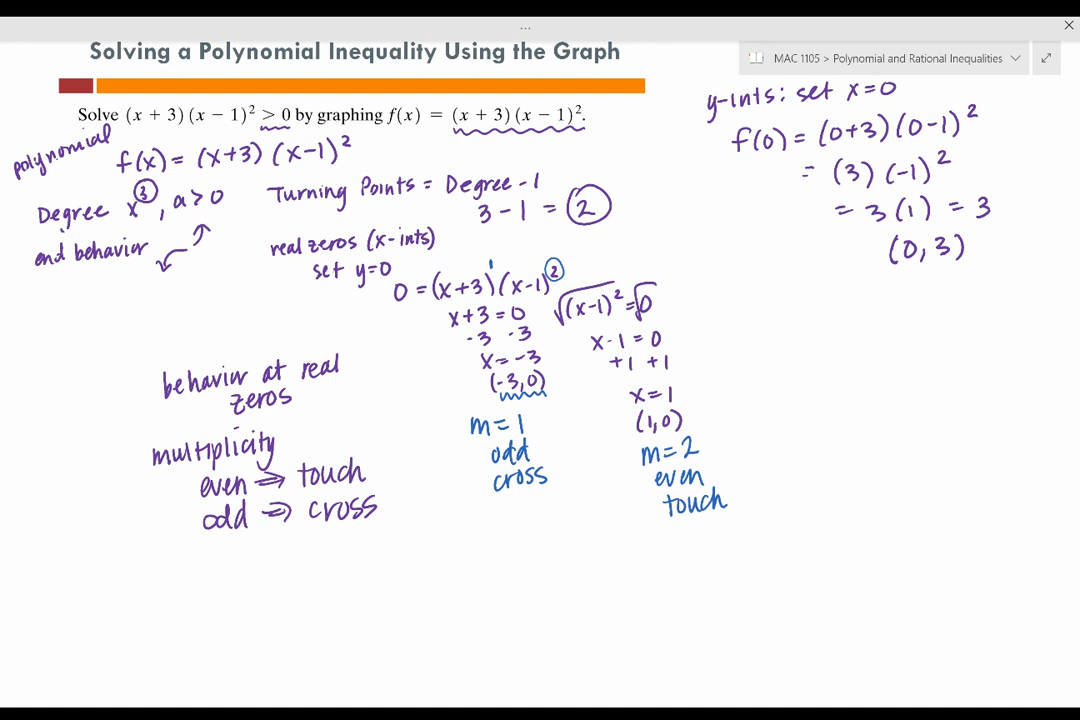 Solving a Polynomial Inequality Using the Graph
MAC 1105 > Polynomial and Rational Inequalities
Solve (x + 3)(x − 1)² > 0 by graphing f(x) = (x + 3)(x − 1)².
polynomial
f(x) = (x+3)(x-1)²
Degree x³, a>0
end behavior
Turning Points = Degree -1
3 - 1 = 2
real zeros (x-ints)
set y=0
0 = (x+3)¹(x-1)²
x+3=0
-3 -3
x=-3
(-3,0)
m=1
odd
cross
√(x-1)² = √0
x-1=0
+1 +1
x=1
(1,0)
m=2
even
touch
behavior at real
zeros
multiplicity
even ⇒ touch
odd ⇒ cross
y-ints: set x=0
f(0) = (0+3)(0-1)²
= (3)(-1)²
= 3(1) = 3
(0,3)